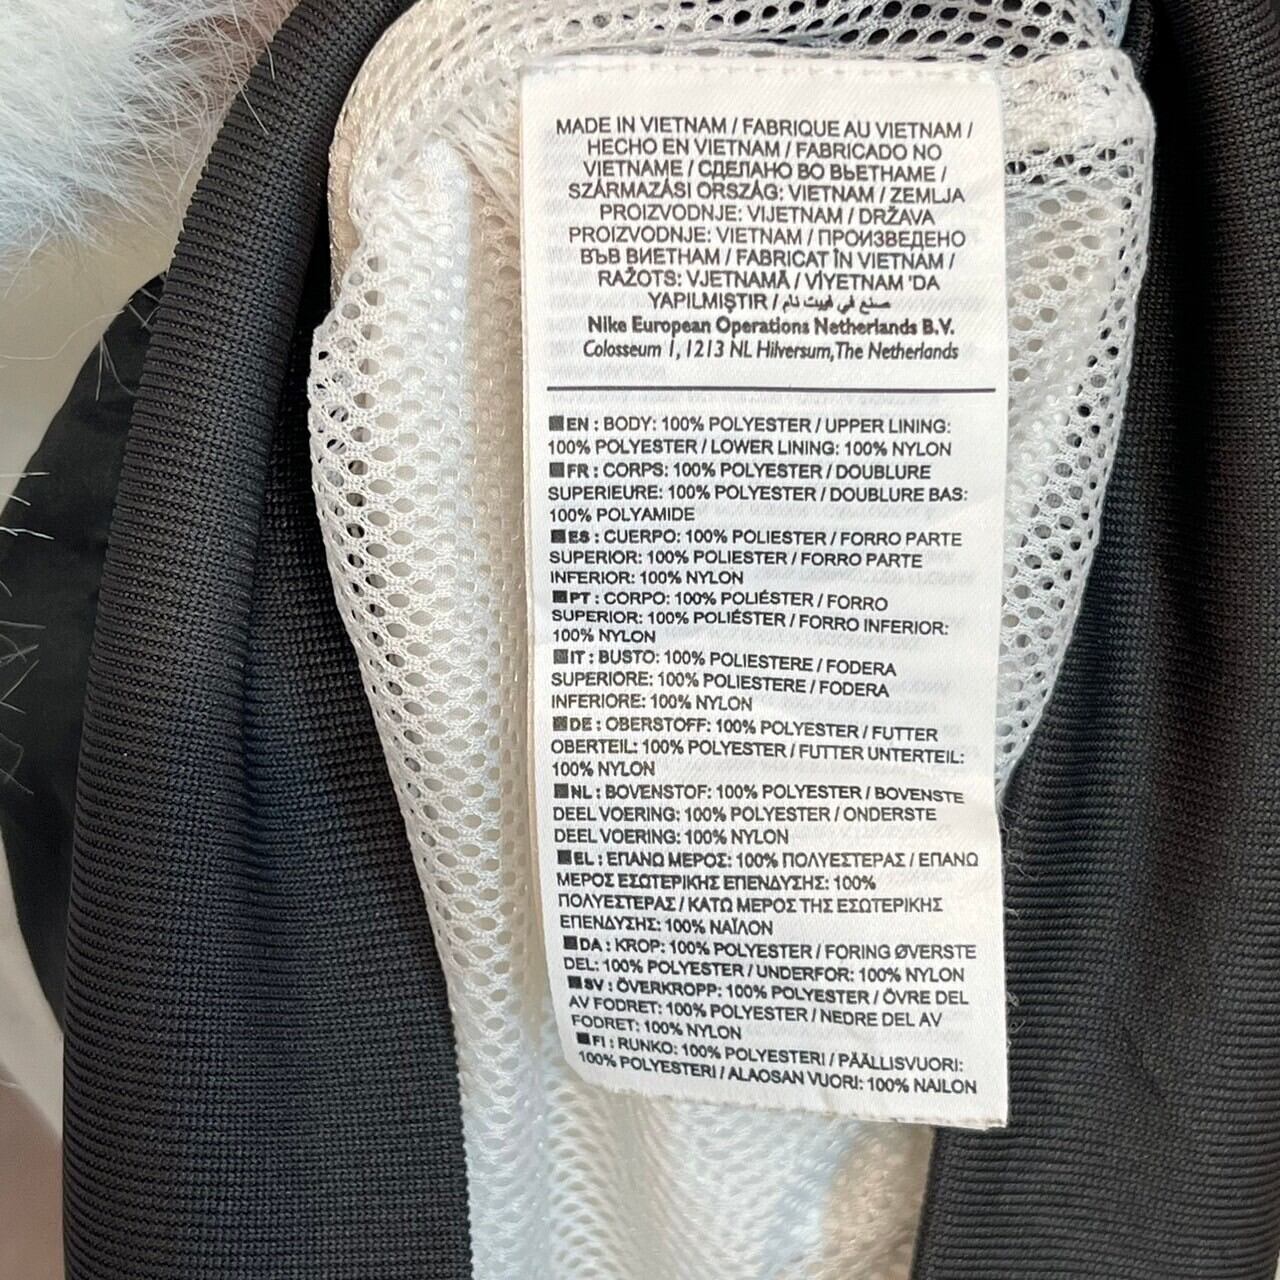 MADE IN VIETNAM / FABRIQUE AU VIETNAM /
HECHO EN VIETNAM / FABRICADO NO
VIETNAME / СДЕЛАНО ВО ВЬЕТНАМЕ /
SZÁRMAZÁSI ORSZÁG: VIETNAM / ZEMLJA
PROIZVODNJE: VIJETNAM / DRŽAVA
PROIZVODNJE: VIETNAM / ПРОИЗВЕДЕНО
ВЪВ ВИЕТНАМ / FABRICAT ÎN VIETNAM /
RAŽOTS: VJETNAMĀ / VİYETNAM 'DA
YAPILMIŞTIR / صنع في فييت نام
Nike European Operations Netherlands B.V.
Colosseum 1, 1213 NL Hilversum, The Netherlands
EN : BODY: 100% POLYESTER / UPPER LINING:
100% POLYESTER / LOWER LINING: 100% NYLON
FR : CORPS: 100% POLYESTER / DOUBLURE
SUPERIEURE: 100% POLYESTER / DOUBLURE BAS:
100% POLYAMIDE
ES : CUERPO: 100% POLIESTER / FORRO PARTE
SUPERIOR: 100% POLIESTER / FORRO PARTE
INFERIOR: 100% NYLON
PT : CORPO: 100% POLIÉSTER / FORRO
SUPERIOR: 100% POLIÉSTER / FORRO INFERIOR:
100% NYLON
IT : BUSTO: 100% POLIESTERE / FODERA
SUPERIORE: 100% POLIESTERE / FODERA
INFERIORE: 100% NYLON
DE : OBERSTOFF: 100% POLYESTER / FUTTER
OBERTEIL: 100% POLYESTER / FUTTER UNTERTEIL:
100% NYLON
NL : BOVENSTOF: 100% POLYESTER / BOVENSTE
DEEL VOERING: 100% POLYESTER / ONDERSTE
DEEL VOERING: 100% NYLON
EL : ΕΠΑΝΩ ΜΕΡΟΣ: 100% ΠΟΛΥΕΣΤΕΡΑΣ / ΕΠΑΝΩ
ΜΕΡΟΣ ΕΣΩΤΕΡΙΚΗΣ ΕΠΕΝΔΥΣΗΣ: 100%
ΠΟΛΥΕΣΤΕΡΑΣ / ΚΑΤΩ ΜΕΡΟΣ ΤΗΣ ΕΣΩΤΕΡΙΚΗΣ
ΕΠΕΝΔΥΣΗΣ: 100% ΝΑΪΛΟΝ
DA : KROP: 100% POLYESTER / FORING ØVERSTE
DEL: 100% POLYESTER / UNDERFOR: 100% NYLON
SV : ÖVERKROPP: 100% POLYESTER / ÖVRE DEL
AV FODRET: 100% POLYESTER / NEDRE DEL AV
FODRET: 100% NYLON
FI : RUNKO: 100% POLYESTERI / PÄÄLLISVUORI:
100% POLYESTERI / ALAOSAN VUORI: 100% NAILON